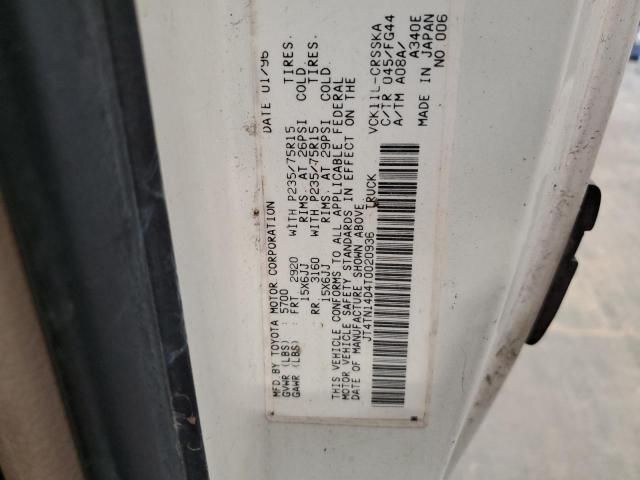 MFD BY TOYOTA MOTOR CORPORATION DATE 01/96
GVWR (LBS) : 5700
GAWR (LBS) : FRT 2920 WITH P235/75R15 TIRES.
15X6JJ RIMS. AT 26PSI COLD.
RR. 3160 WITH P235/75R15 TIRES.
15X6JJ RIMS. AT 29PSI COLD.
THIS VEHICLE CONFORMS TO ALL APPLICABLE FEDERAL
MOTOR VEHICLE SAFETY STANDARDS IN EFFECT ON THE
DATE OF MANUFACTURE SHOWN ABOVE.
JT4TN14D4T0020936 TRUCK
VCK11L-CRSSKA
C/TR 045/FG44
A/TM A08A/
A340E
MADE IN JAPAN
NO.006